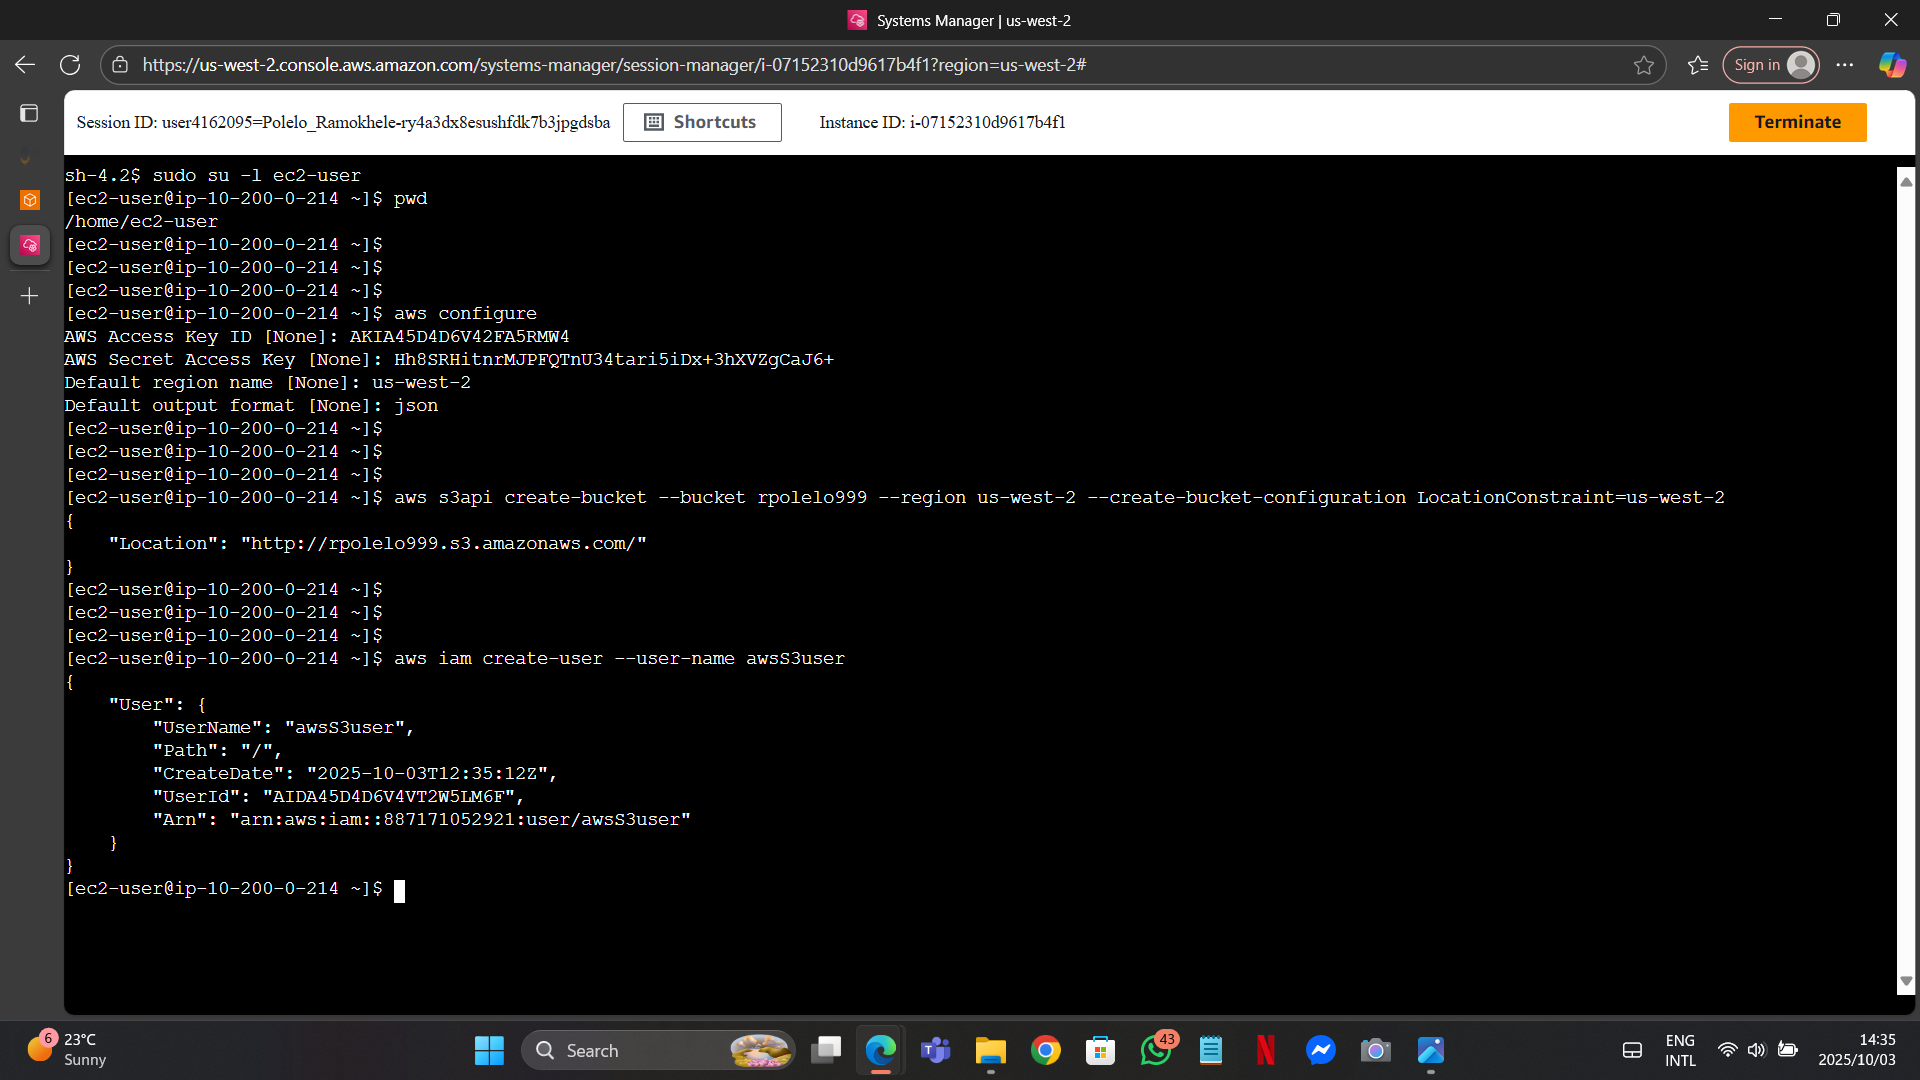 Systems Manager | us-west-2
https://us-west-2.console.aws.amazon.com/systems-manager/session-manager/i-07152310d9617b4f1?region=us-west-2#
Sign in
Session ID: user4162095=Polelo_Ramokhele-ry4a3dx8esushfdk7b3jpgdsba
Shortcuts
Instance ID: i-07152310d9617b4f1
Terminate
sh-4.2$ sudo su -l ec2-user
[ec2-user@ip-10-200-0-214 ~]$ pwd
/home/ec2-user
[ec2-user@ip-10-200-0-214 ~]$
[ec2-user@ip-10-200-0-214 ~]$
[ec2-user@ip-10-200-0-214 ~]$
[ec2-user@ip-10-200-0-214 ~]$ aws configure
AWS Access Key ID [None]: AKIA45D4D6V42FA5RMW4
AWS Secret Access Key [None]: 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
Default region name [None]: us-west-2
Default output format [None]: json
[ec2-user@ip-10-200-0-214 ~]$
[ec2-user@ip-10-200-0-214 ~]$
[ec2-user@ip-10-200-0-214 ~]$
[ec2-user@ip-10-200-0-214 ~]$ aws s3api create-bucket --bucket rpolelo999 --region us-west-2 --create-bucket-configuration LocationConstraint=us-west-2
{
    "Location": "http://rpolelo999.s3.amazonaws.com/"
}
[ec2-user@ip-10-200-0-214 ~]$
[ec2-user@ip-10-200-0-214 ~]$
[ec2-user@ip-10-200-0-214 ~]$
[ec2-user@ip-10-200-0-214 ~]$ aws iam create-user --user-name awsS3user
{
    "User": {
        "UserName": "awsS3user",
        "Path": "/",
        "CreateDate": "2025-10-03T12:35:12Z",
        "UserId": "AIDA45D4D6V4VT2W5LM6F",
        "Arn": "arn:aws:iam::887171052921:user/awsS3user"
    }
}
[ec2-user@ip-10-200-0-214 ~]$
6
23°C
Sunny
Search
43
ENG
INTL
14:35
2025/10/03